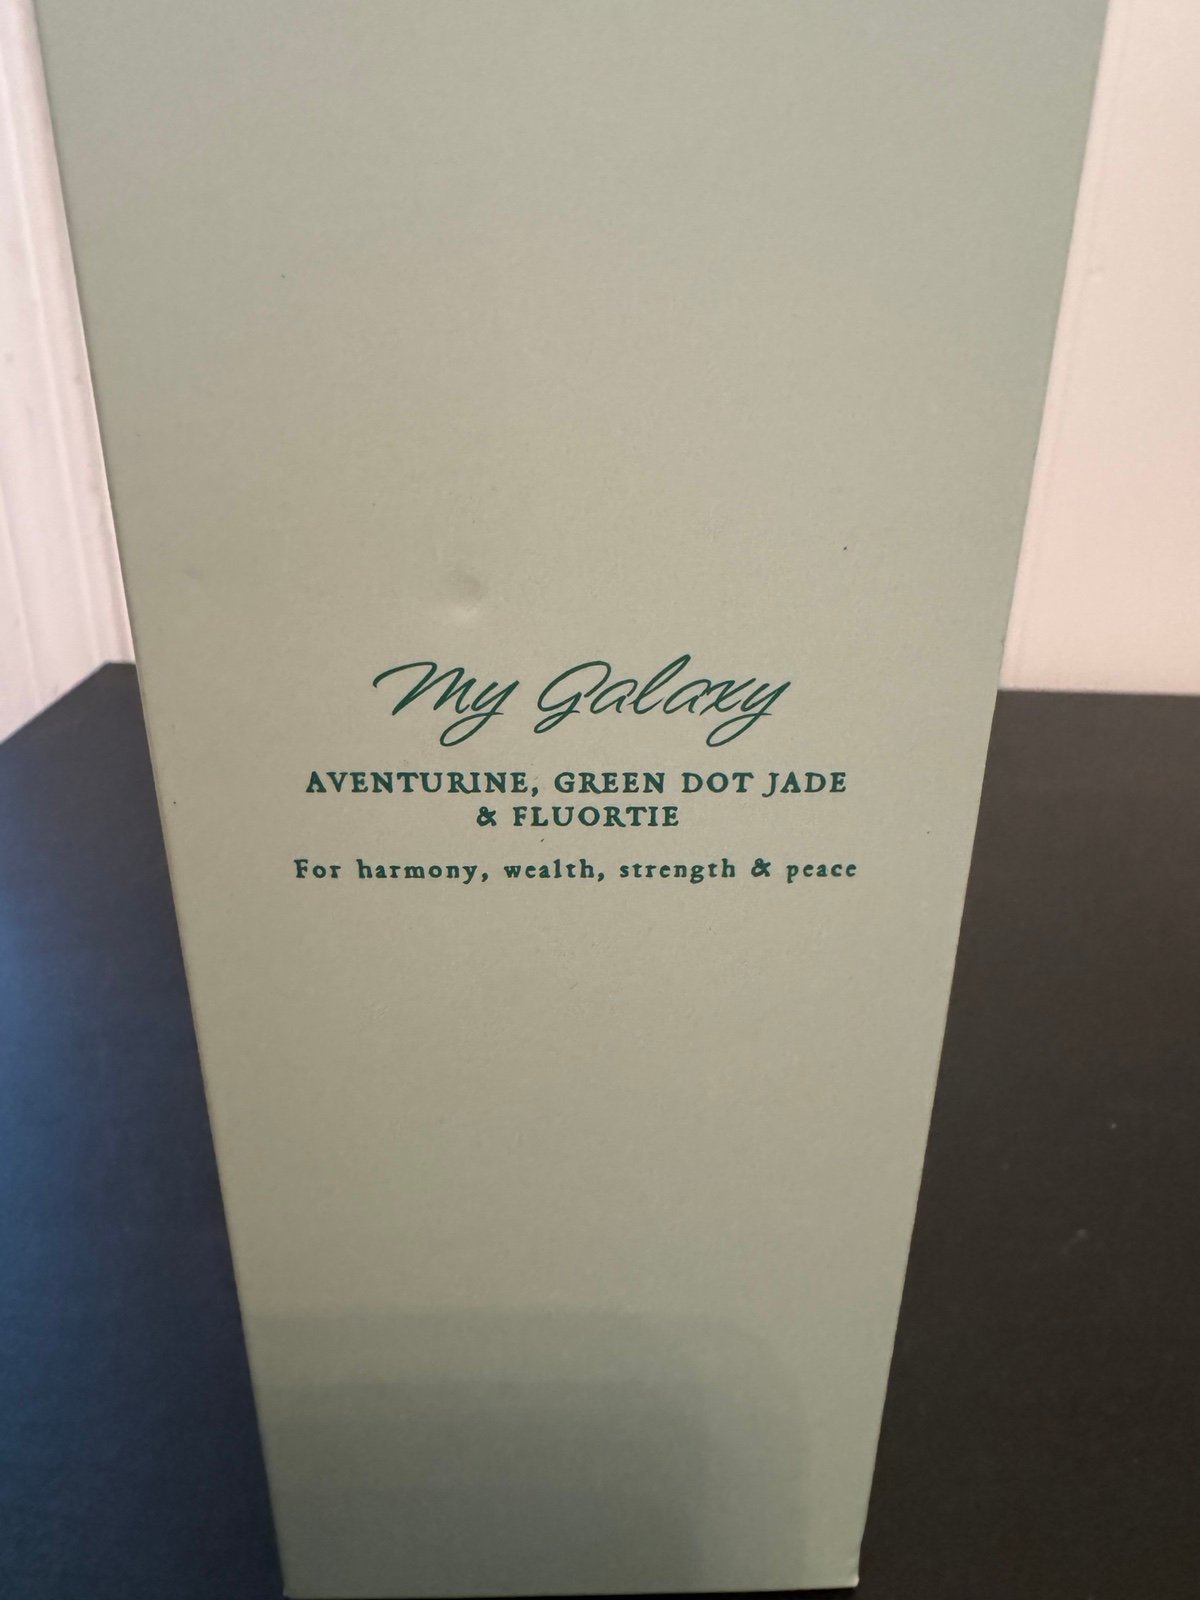 My Galaxy
AVENTURINE, GREEN DOT JADE
& FLUORTIE
For harmony, wealth, strength & peace